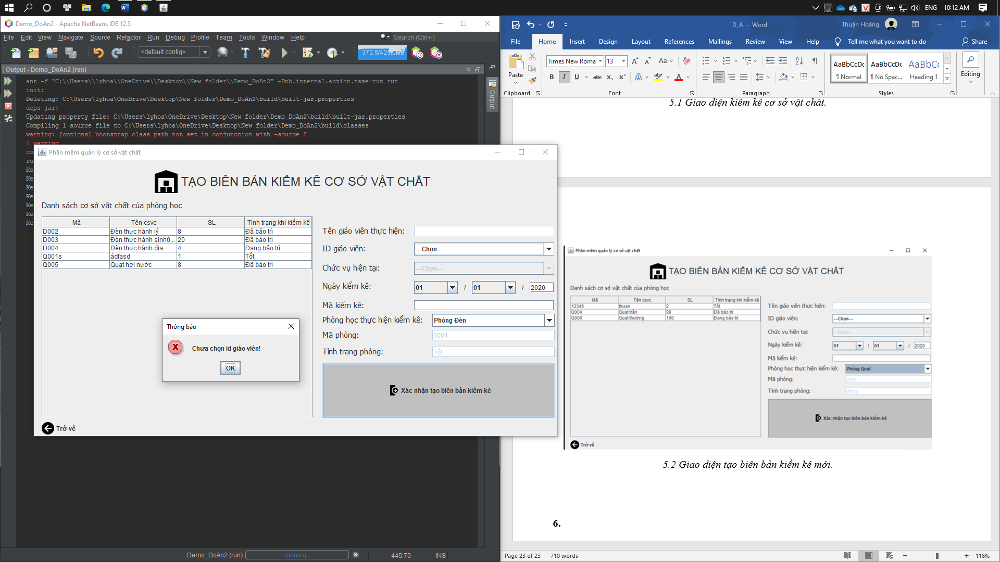 ENG 10:12 AM
Demo_DoAn2 - Apache NetBeans IDE 12.3
File Edit View Navigate Source Refactor Run Debug Profile Team Tools Window Help
Search (Ctrl+I)
<default config>
372.5/425.0MB
Output - Demo_DoAn2 (run)
ant -f "C:\\Users\\lyhoa\\OneDrive\\Desktop\\New folder\\Demo_DoAn2" -Dnb.internal.action.name=run run
init:
Deleting: C:\Users\lyhoa\OneDrive\Desktop\New folder\Demo_DoAn2\build\built-jar.properties
deps-jar:
Updating property file: C:\Users\lyhoa\OneDrive\Desktop\New folder\Demo_DoAn2\build\built-jar.properties
Compiling 1 source file to C:\Users\lyhoa\OneDrive\Desktop\New folder\Demo_DoAn2\build\classes
warning: [options] bootstrap class path not set in conjunction with -source 8
1 warning
Output
Phần mềm quản lý cơ sở vật chất
TẠO BIÊN BẢN KIỂM KÊ CƠ SỞ VẬT CHẤT
Danh sách cơ sở vật chất của phòng học
Mã Tên csvc SL Tình trạng khi kiểm kê
D002 Đèn thực hành lý 8 Đã bảo trì
D003 Đèn thực hành sinh0... 20 Đã bảo trì
D004 Đèn thực hành địa 4 Đang bảo trì
Q001s ádfasd 1 Tốt
Q005 Quạt hơi nước 8 Đã bảo trì
Tên giáo viên thực hiện:
ID giáo viên: ---Chọn---
Chức vụ hiện tại: ---Chọn---
Ngày kiểm kê: 01 / 01 / 2020
Mã kiểm kê:
Phòng học thực hiện kiểm kê: Phòng Đèn
Mã phòng: 0001
Tình trạng phòng: Tốt
Xác nhận tạo biên bản kiểm kê
Thông báo
Chưa chọn id giáo viên!
OK
Trở về
Demo_DoAn2 (run) running... 445:70 INS
D_A - Word
Thuận Hoàng
File Home Insert Design Layout References Mailings Review View Help Tell me what you want to do Share
Paste
Clipboard
Times New Roma 13
Font
Paragraph
AaBbCcDc AaBbCcDc AaBbCc
¶ Normal ¶ No Spac... Heading 1
Styles
Editing
5.1 Giao diện kiểm kê cơ sở vật chất.
Phần mềm quản lý cơ sở vật chất
TẠO BIÊN BẢN KIỂM KÊ CƠ SỞ VẬT CHẤT
Danh sách cơ sở vật chất của phòng học
Mã Tên csvc SL Tình trạng khi kiểm kê
12345 thuan 2 Tốt
Q004 Quạt trần 99 Đã bảo trì
Q006 Quạt thường 100 Đang bảo trì
Tên giáo viên thực hiện:
ID giáo viên: ---Chọn---
Chức vụ hiện tại: ---Chọn---
Ngày kiểm kê: 01 / 01 / 2020
Mã kiểm kê:
Phòng học thực hiện kiểm kê: Phòng Quạt
Mã phòng: 0003
Tình trạng phòng: Hỏng
Xác nhận tạo biên bản kiểm kê
Trở về
5.2 Giao diện tạo biên bản kiểm kê mới.
6.
Page 23 of 23 710 words
118%